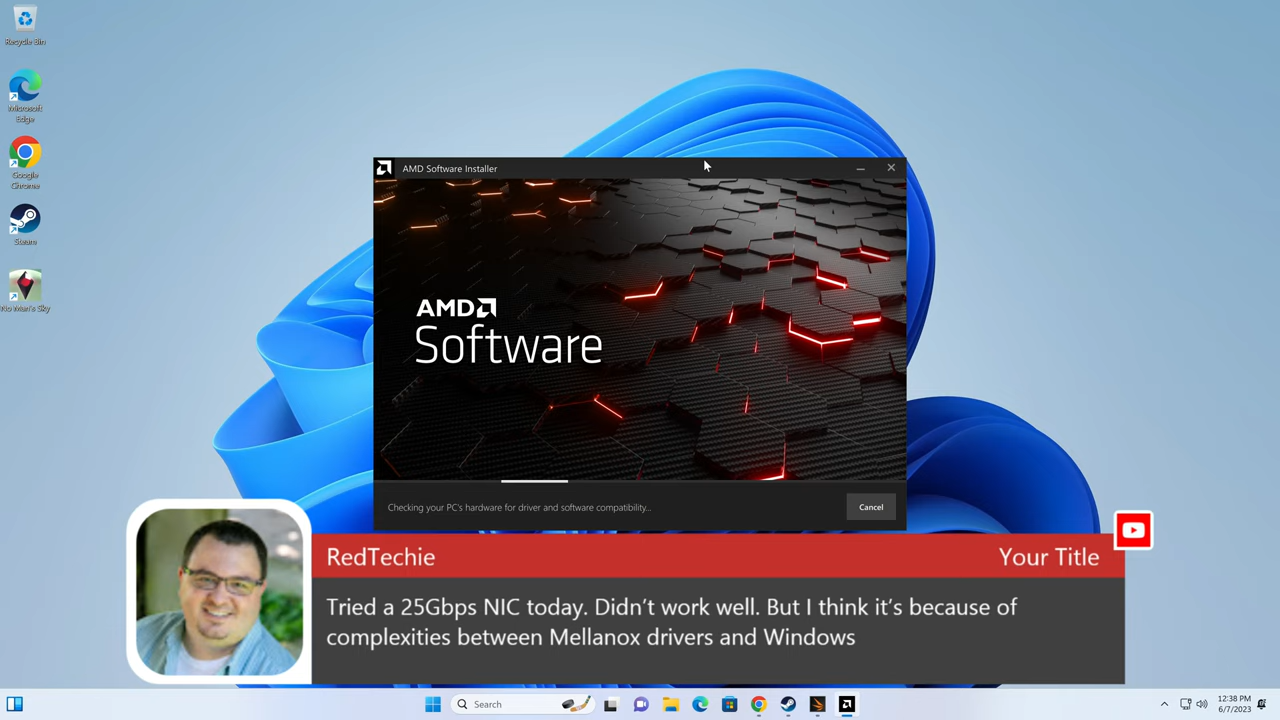 Recycle Bin
Microsoft
Edge
Google
Chrome
Steam
No Man's Sky
AMD Software Installer
AMD
Software
Checking your PC's hardware for driver and software compatibility...
Cancel
RedTechie
Your Title
Tried a 25Gbps NIC today. Didn't work well. But I think it's because of
complexities between Mellanox drivers and Windows
Search
12:38 PM
6/7/2023